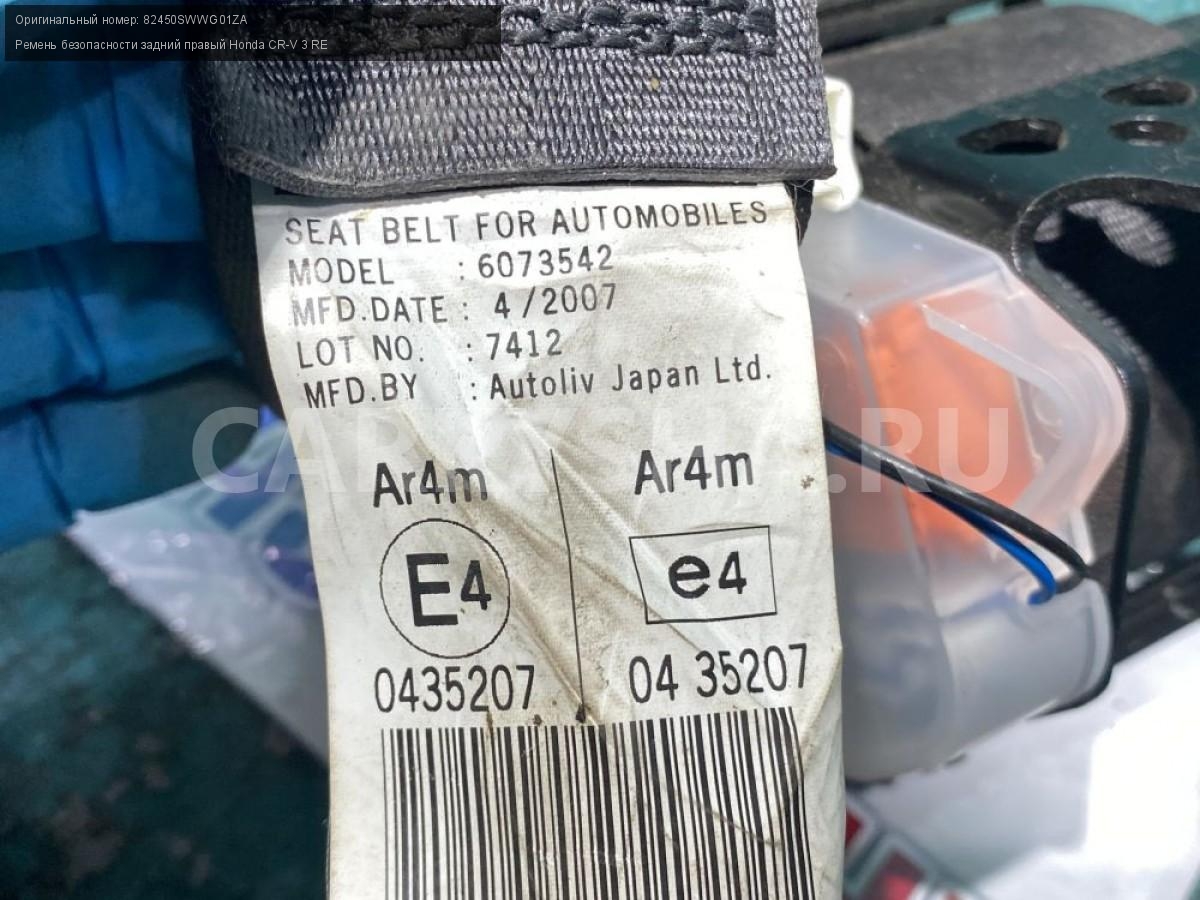 Оригинальный номер: 82450SWWG01ZA
Ремень безопасности задний правый Honda CR-V 3 RE
SEAT BELT FOR AUTOMOBILES
MODEL : 6073542
MFD.DATE : 4/2007
LOT NO. : 7412
MFD.BY : Autoliv Japan Ltd.
Ar4m Ar4m
E4 e4
0435207 04 35207